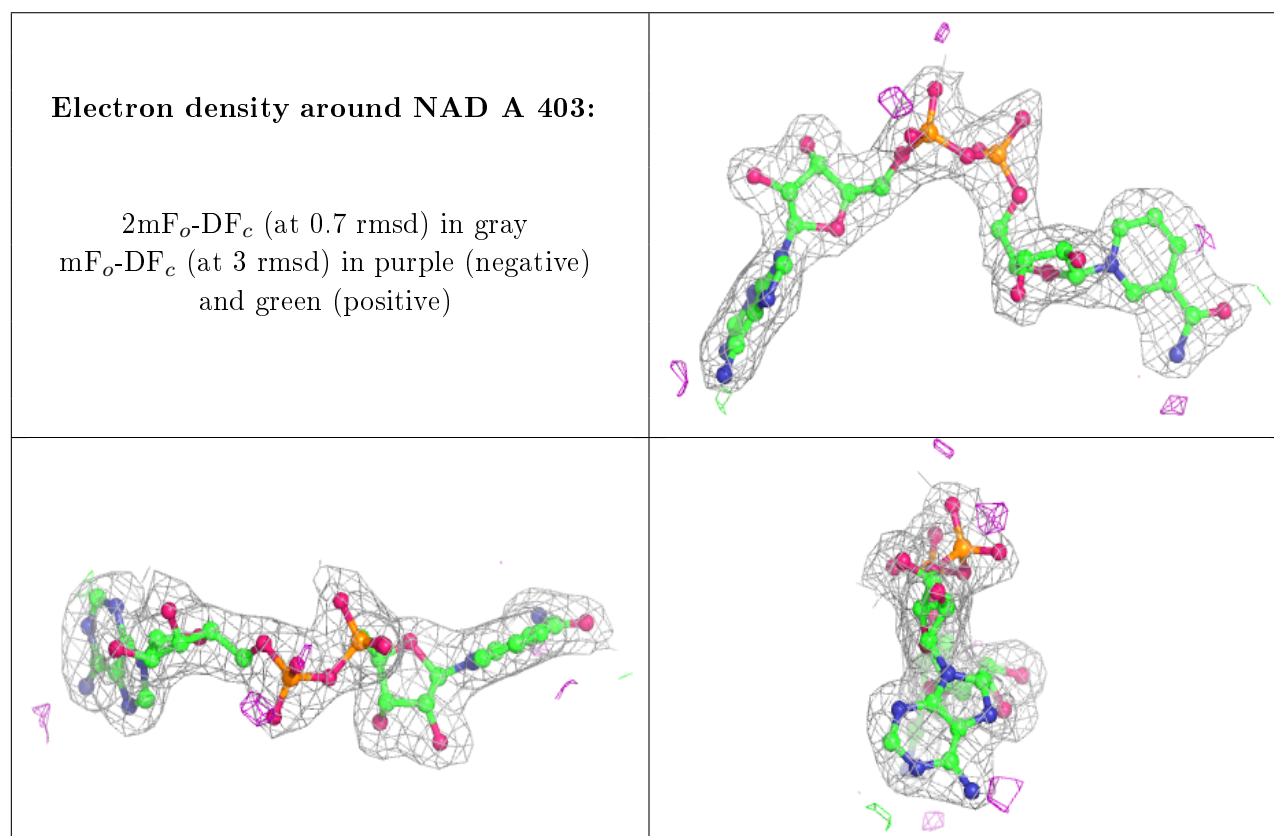 Electron density around NAD A 403:
2mFₒ-DF𝒸 (at 0.7 rmsd) in gray
mFₒ-DF𝒸 (at 3 rmsd) in purple (negative)
and green (positive)